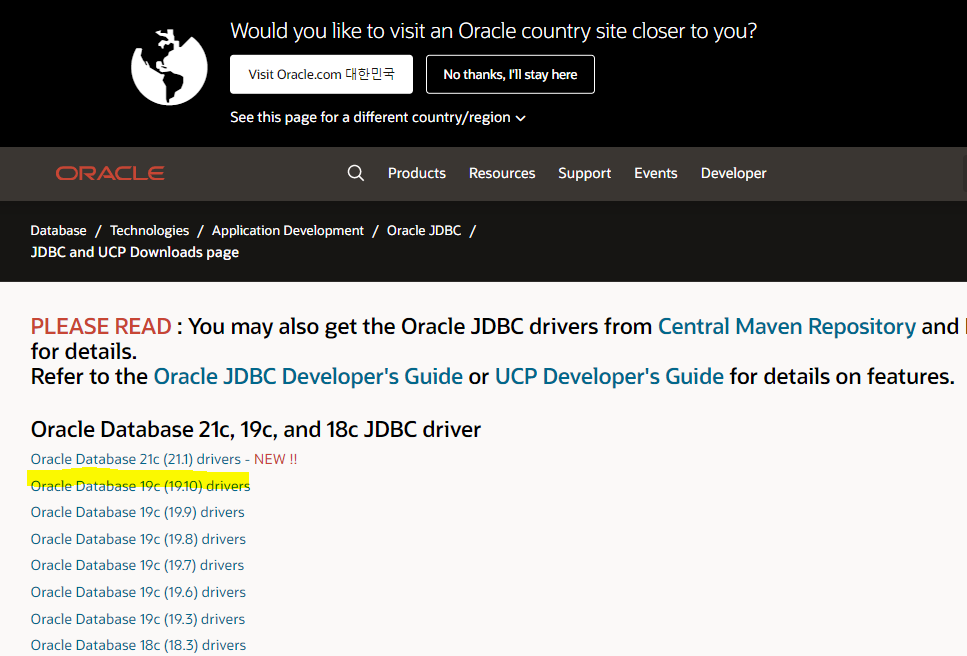 Would you like to visit an Oracle country site closer to you?
Visit Oracle.com 대한민국
No thanks, I'll stay here
See this page for a different country/region
ORACLE
Products
Resources
Support
Events
Developer
Database / Technologies / Application Development / Oracle JDBC /
JDBC and UCP Downloads page
PLEASE READ : You may also get the Oracle JDBC drivers from Central Maven Repository and
for details.
Refer to the Oracle JDBC Developer's Guide or UCP Developer's Guide for details on features.
Oracle Database 21c, 19c, and 18c JDBC driver
Oracle Database 21c (21.1) drivers - NEW !!
Oracle Database 19c (19.10) drivers
Oracle Database 19c (19.9) drivers
Oracle Database 19c (19.8) drivers
Oracle Database 19c (19.7) drivers
Oracle Database 19c (19.6) drivers
Oracle Database 19c (19.3) drivers
Oracle Database 18c (18.3) drivers